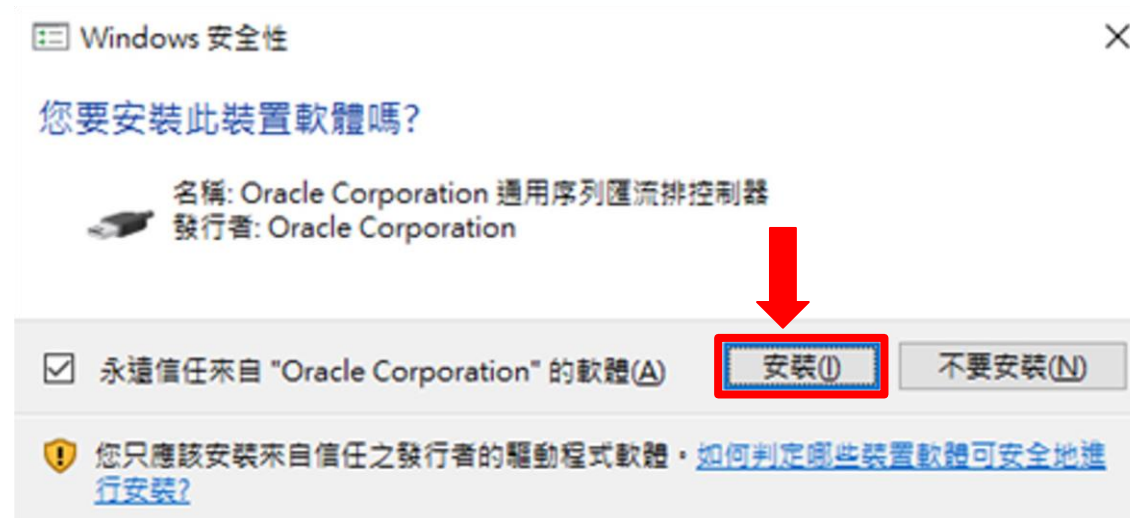 Windows 安全性
您要安裝此裝置軟體嗎?
名稱: Oracle Corporation 通用序列匯流排控制器
發行者: Oracle Corporation
永遠信任來自 "Oracle Corporation" 的軟體(A)
安裝(I)
不要安裝(N)
您只應該安裝來自信任之發行者的驅動程式軟體。如何判定哪些裝置軟體可安全地進
行安裝?